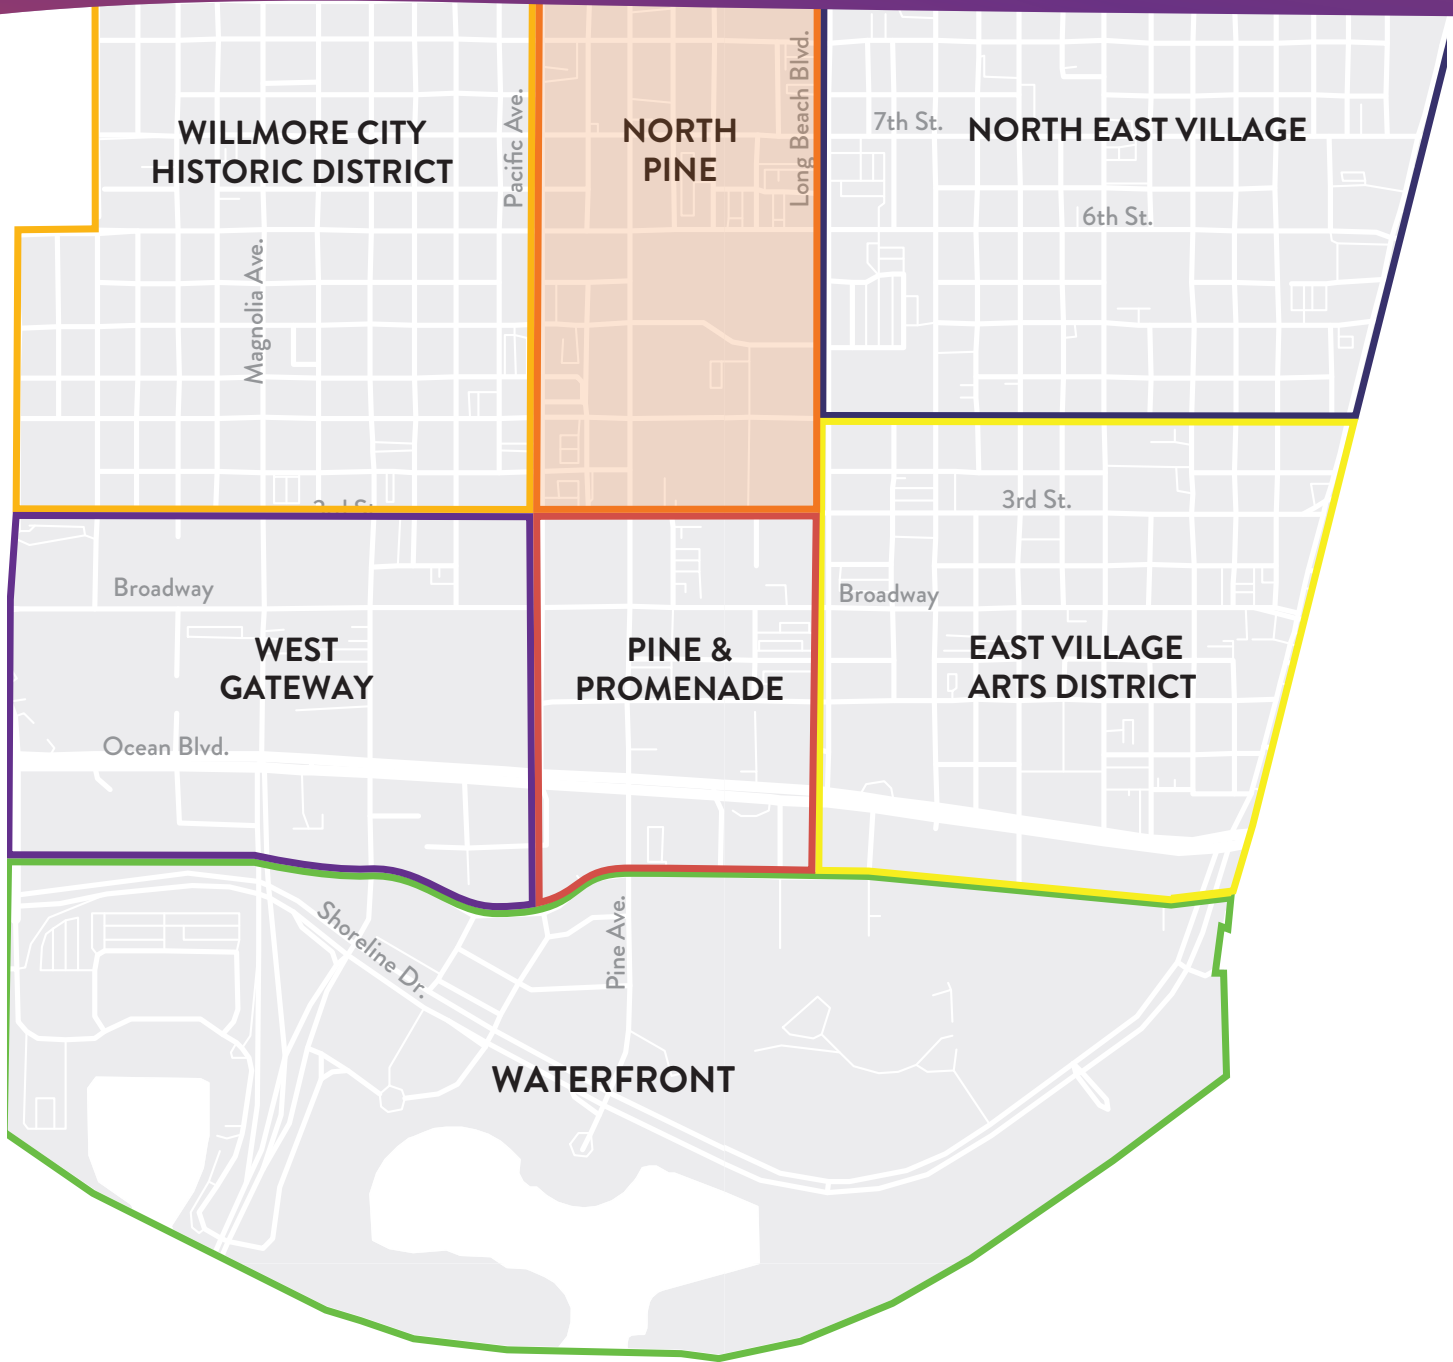 WILLMORE CITY
HISTORIC DISTRICT
Pacific Ave.
NORTH
PINE
Long Beach Blvd.
7th St.
NORTH EAST VILLAGE
6th St.
Magnolia Ave.
3rd St.
3rd St.
Broadway
Broadway
WEST
GATEWAY
PINE &
PROMENADE
EAST VILLAGE
ARTS DISTRICT
Ocean Blvd.
Shoreline Dr.
Pine Ave.
WATERFRONT